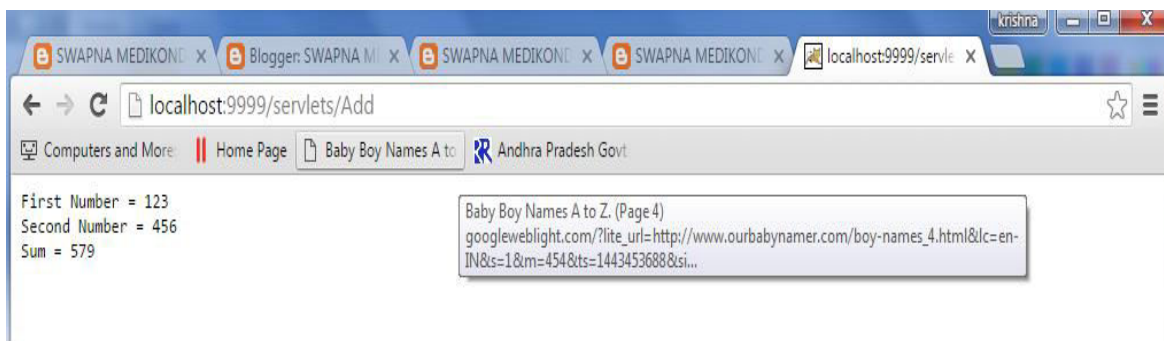 krishna
SWAPNA MEDIKOND
Blogger: SWAPNA M
SWAPNA MEDIKOND
SWAPNA MEDIKOND
localhost:9999/servle
localhost:9999/servlets/Add
Computers and More
Home Page
Baby Boy Names A to
Andhra Pradesh Govt
First Number = 123
Second Number = 456
Sum = 579
Baby Boy Names A to Z. (Page 4)
googleweblight.com/?lite_url=http://www.ourbabynamer.com/boy-names_4.html&lc=en-
IN&s=1&m=454&ts=1443453688&si...